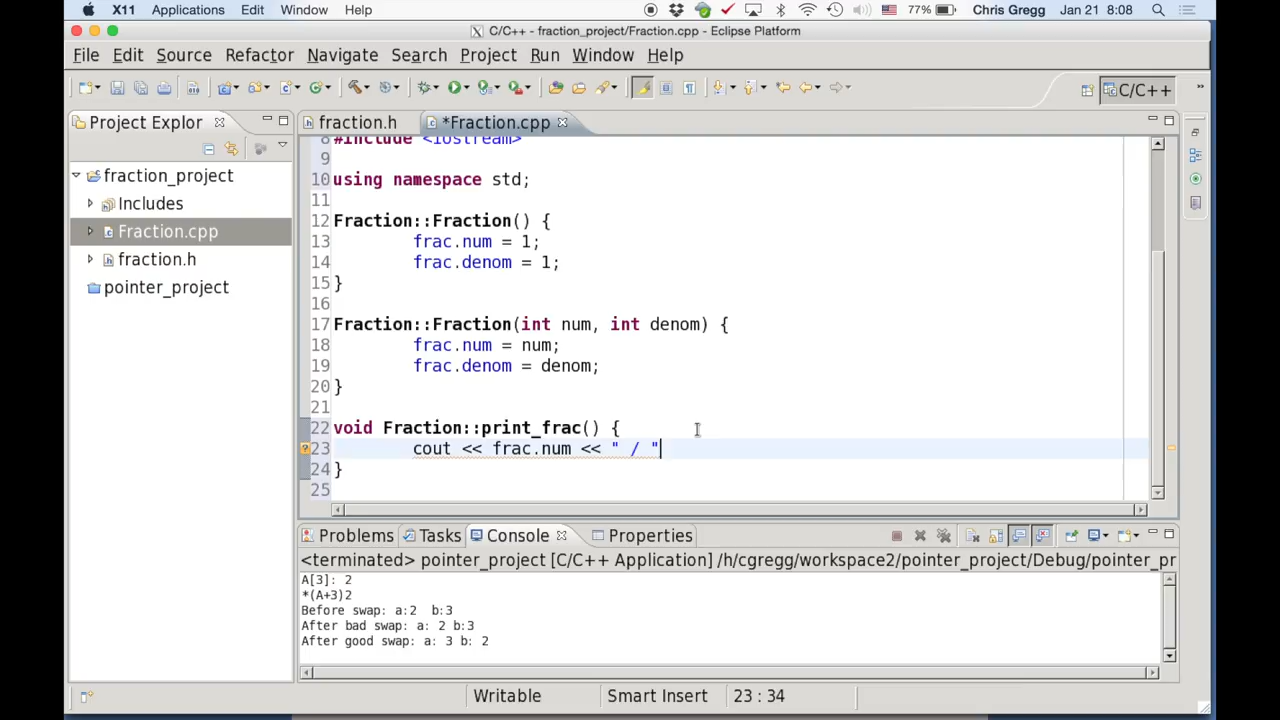 X11 Applications Edit Window Help 77% Chris Gregg Jan 21 8:08
C/C++ - fraction_project/Fraction.cpp - Eclipse Platform
File Edit Source Refactor Navigate Search Project Run Window Help
C/C++
Project Explor
fraction.h *Fraction.cpp
fraction_project
Includes
Fraction.cpp
fraction.h
pointer_project
8 #include <iostream>
9
10 using namespace std;
11
12 Fraction::Fraction() {
13 frac.num = 1;
14 frac.denom = 1;
15 }
16
17 Fraction::Fraction(int num, int denom) {
18 frac.num = num;
19 frac.denom = denom;
20 }
21
22 void Fraction::print_frac() {
23 cout << frac.num << " / "
24 }
25
Problems Tasks Console Properties
<terminated> pointer_project [C/C++ Application] /h/cgregg/workspace2/pointer_project/Debug/pointer_pr
A[3]: 2
*(A+3)2
Before swap: a:2 b:3
After bad swap: a: 2 b:3
After good swap: a: 3 b: 2
Writable Smart Insert 23 : 34